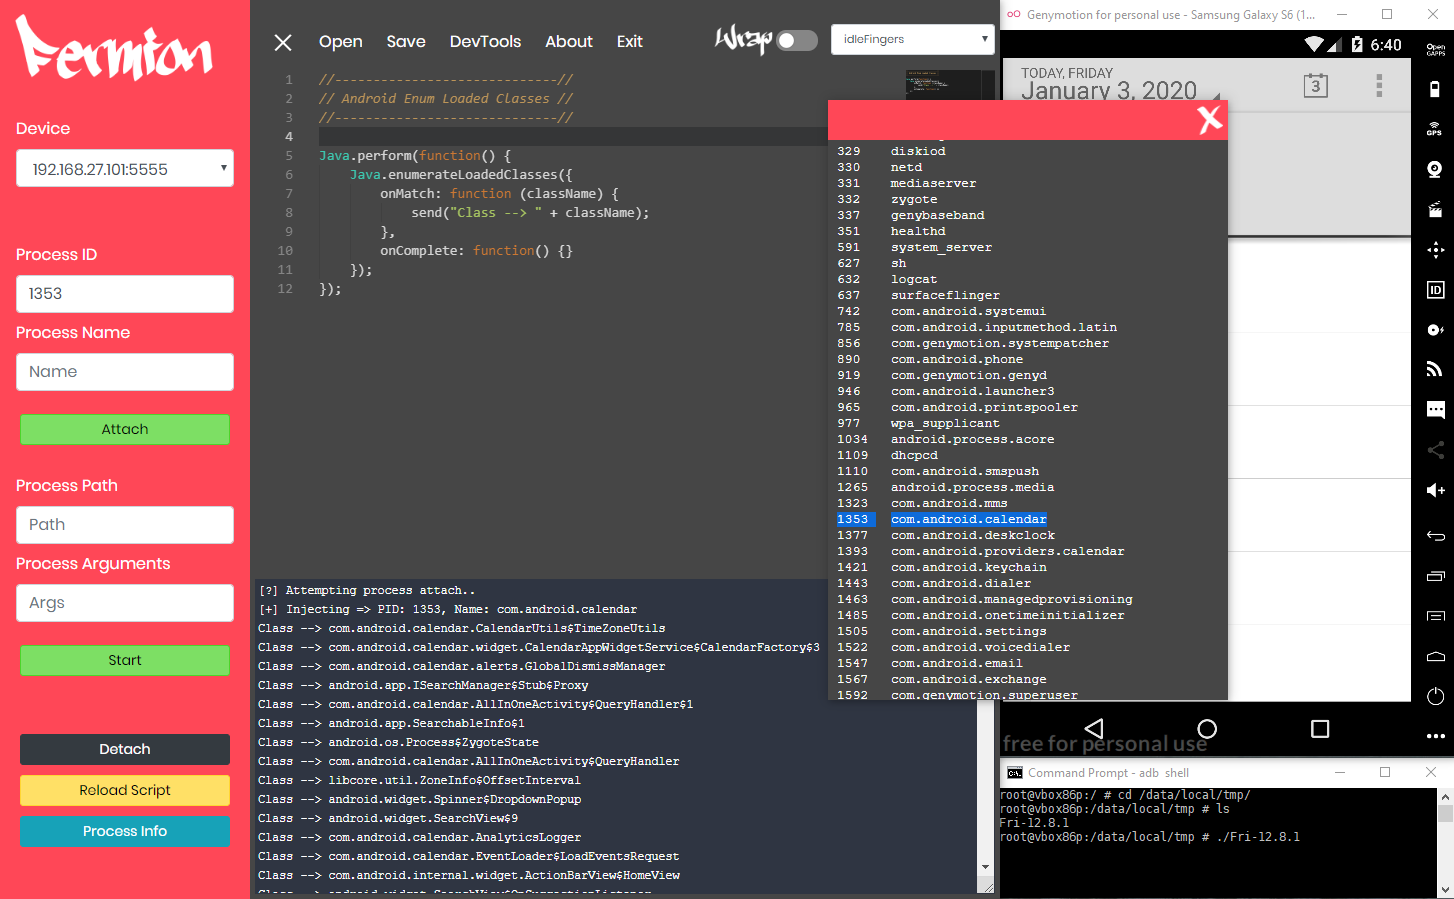 Fermion
Device
192.168.27.101:5555
Process ID
1353
Process Name
Name
Attach
Process Path
Path
Process Arguments
Args
Start
Detach
Reload Script
Process Info
Open Save DevTools About Exit
Wrap
idleFingers
1 //-----------------------------//
2 // Android Enum Loaded Classes //
3 //-----------------------------//
4
5 Java.perform(function() {
6 Java.enumerateLoadedClasses({
7 onMatch: function (className) {
8 send("Class --> " + className);
9 },
10 onComplete: function() {}
11 });
12 });
[?] Attempting process attach..
[+] Injecting => PID: 1353, Name: com.android.calendar
Class --> com.android.calendar.CalendarUtils$TimeZoneUtils
Class --> com.android.calendar.widget.CalendarAppWidgetService$CalendarFactory$3
Class --> com.android.calendar.alerts.GlobalDismissManager
Class --> android.app.ISearchManager$Stub$Proxy
Class --> com.android.calendar.AllInOneActivity$QueryHandler$1
Class --> android.app.SearchableInfo$1
Class --> android.os.Process$ZygoteState
Class --> com.android.calendar.AllInOneActivity$QueryHandler
Class --> libcore.util.ZoneInfo$OffsetInterval
Class --> android.widget.Spinner$DropdownPopup
Class --> android.widget.SearchView$9
Class --> com.android.calendar.AnalyticsLogger
Class --> com.android.calendar.EventLoader$LoadEventsRequest
Class --> com.android.internal.widget.ActionBarView$HomeView
X
329 diskiod
330 netd
331 mediaserver
332 zygote
337 genybaseband
351 healthd
591 system_server
627 sh
632 logcat
637 surfaceflinger
742 com.android.systemui
785 com.android.inputmethod.latin
856 com.genymotion.systempatcher
890 com.android.phone
919 com.genymotion.genyd
946 com.android.launcher3
965 com.android.printspooler
977 wpa_supplicant
1034 android.process.acore
1109 dhcpcd
1110 com.android.smspush
1265 android.process.media
1323 com.android.mms
1353 com.android.calendar
1377 com.android.deskclock
1393 com.android.providers.calendar
1421 com.android.keychain
1443 com.android.dialer
1463 com.android.managedprovisioning
1485 com.android.onetimeinitializer
1505 com.android.settings
1522 com.android.voicedialer
1547 com.android.email
1567 com.android.exchange
1592 com.genymotion.superuser
Genymotion for personal use - Samsung Galaxy S6 (1...
6:40
TODAY, FRIDAY
January 3, 2020
3
Open
GAPPS
GPS
ID
free for personal use
Command Prompt - adb shell
root@vbox86p:/ # cd /data/local/tmp/
root@vbox86p:/data/local/tmp # ls
Fri-12.8.1
root@vbox86p:/data/local/tmp # ./Fri-12.8.1